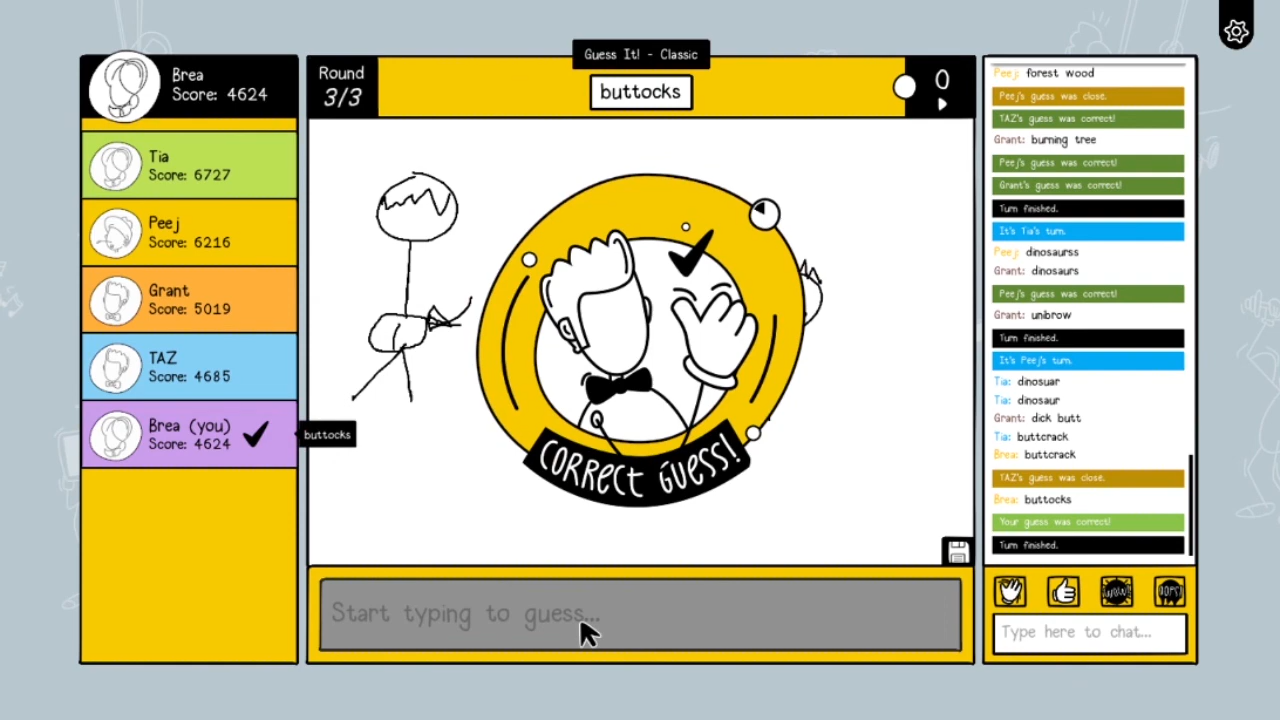 Guess It! - Classic
Brea
Score: 4624
Round
3/3
buttocks
0
Tia
Score: 6727
Peej
Score: 6216
Grant
Score: 5019
TAZ
Score: 4685
Brea (you)
Score: 4624
buttocks
CORRECT GUESS!
Start typing to guess...
Peej: forest wood
Peej's guess was close.
TAZ's guess was correct!
Grant: burning tree
Peej's guess was correct!
Grant's guess was correct!
Turn finished.
It's Tia's turn.
Peej: dinosaurss
Grant: dinosaurs
Peej's guess was correct!
Grant: unibrow
Turn finished.
It's Peej's turn.
Tia: dinosuar
Tia: dinosaur
Grant: dick butt
Tia: buttcrack
Brea: buttcrack
TAZ's guess was close.
Brea: buttocks
Your guess was correct!
Turn finished.
WOW!
OOPS!
Type here to chat...